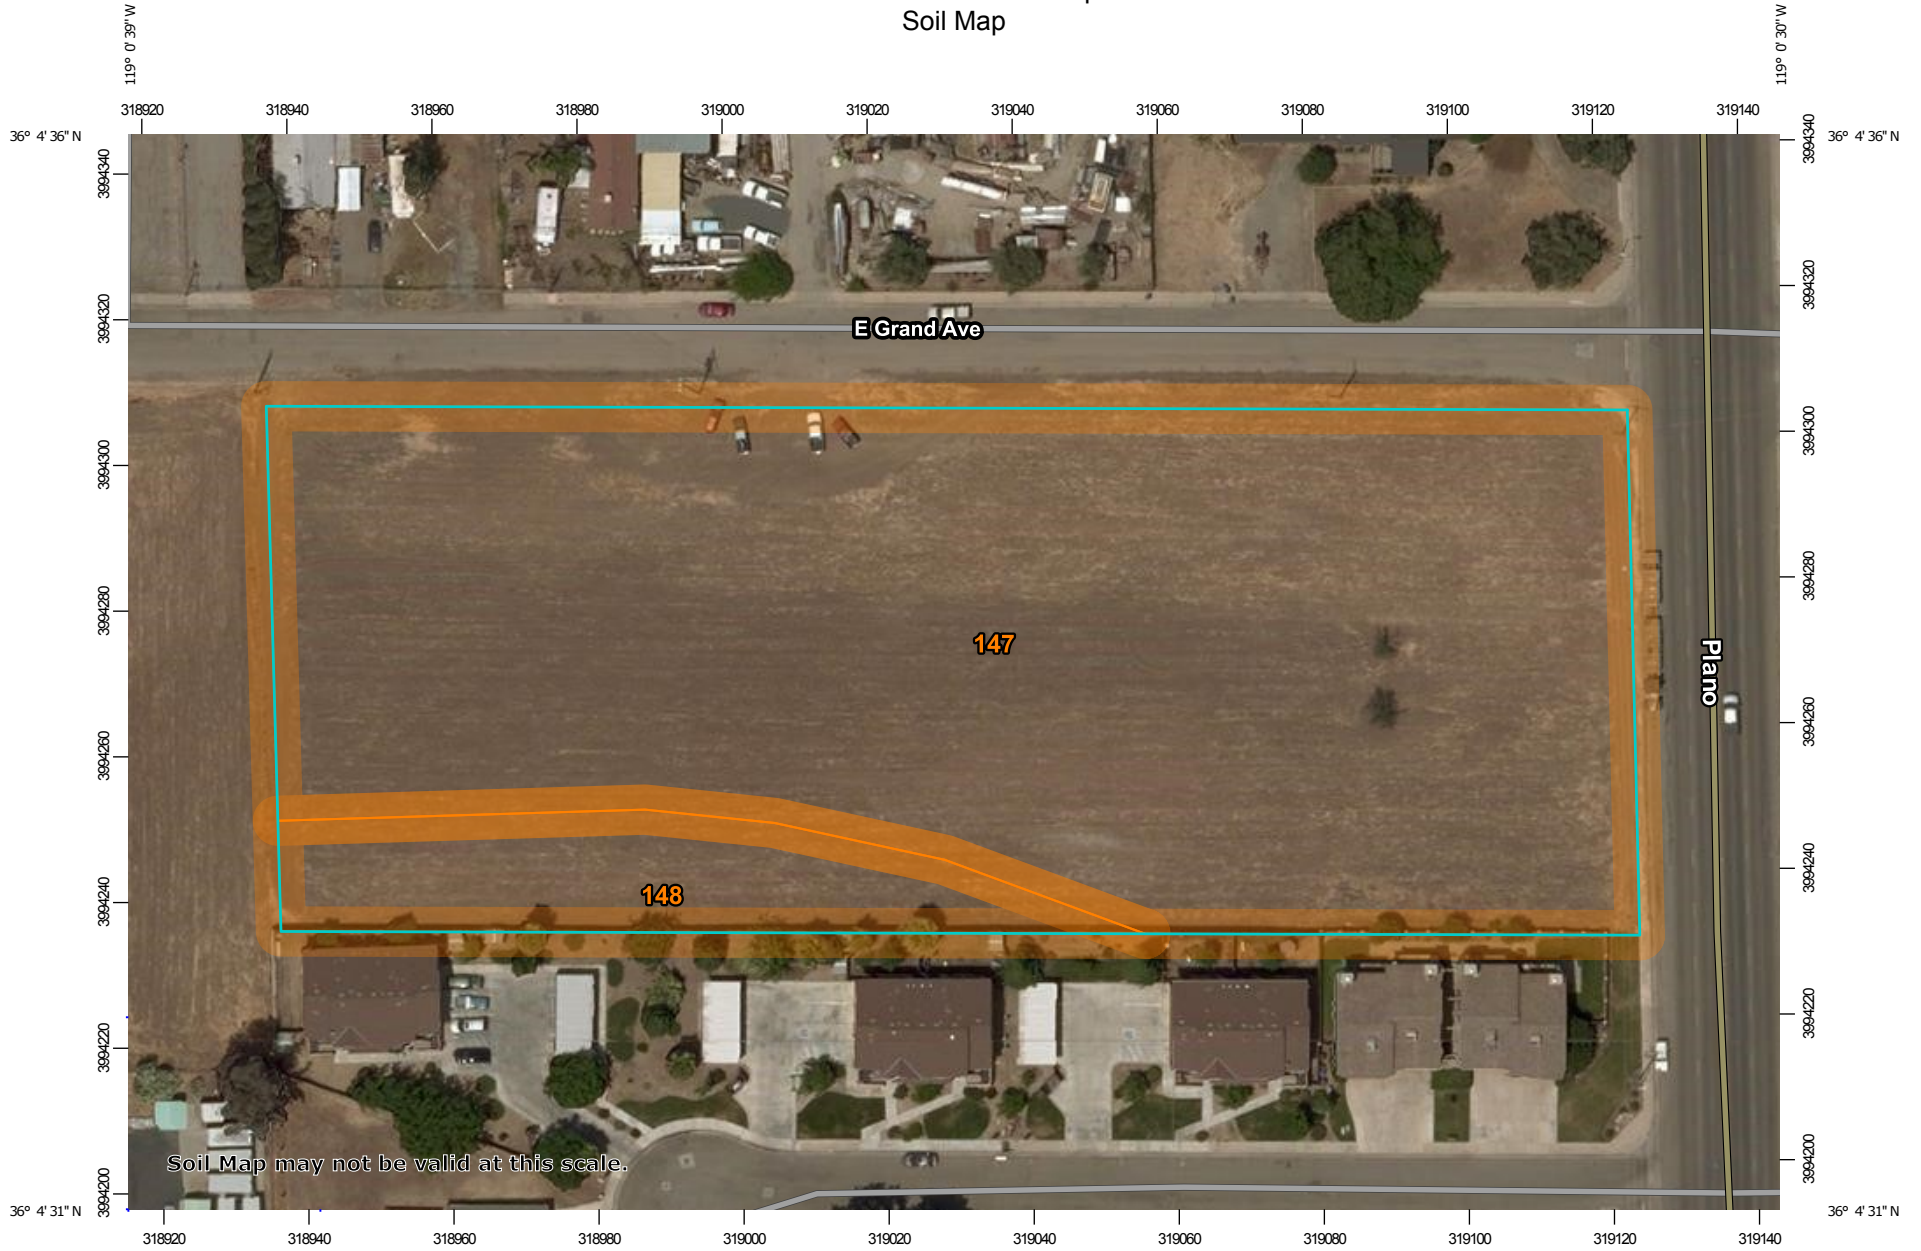 Soil Map
119° 0' 39'' W
119° 0' 30'' W
318920 318940 318960 318980 319000 319020 319040 319060 319080 319100 319120 319140
36° 4' 36'' N
36° 4' 36'' N
3994340
3994340
3994320
3994320
E Grand Ave
3994300
3994300
3994280
3994280
147
Plano
3994260
3994260
3994240
3994240
148
3994220
3994220
Soil Map may not be valid at this scale.
3994200
3994200
36° 4' 31'' N
36° 4' 31'' N
318920 318940 318960 318980 319000 319020 319040 319060 319080 319100 319120 319140